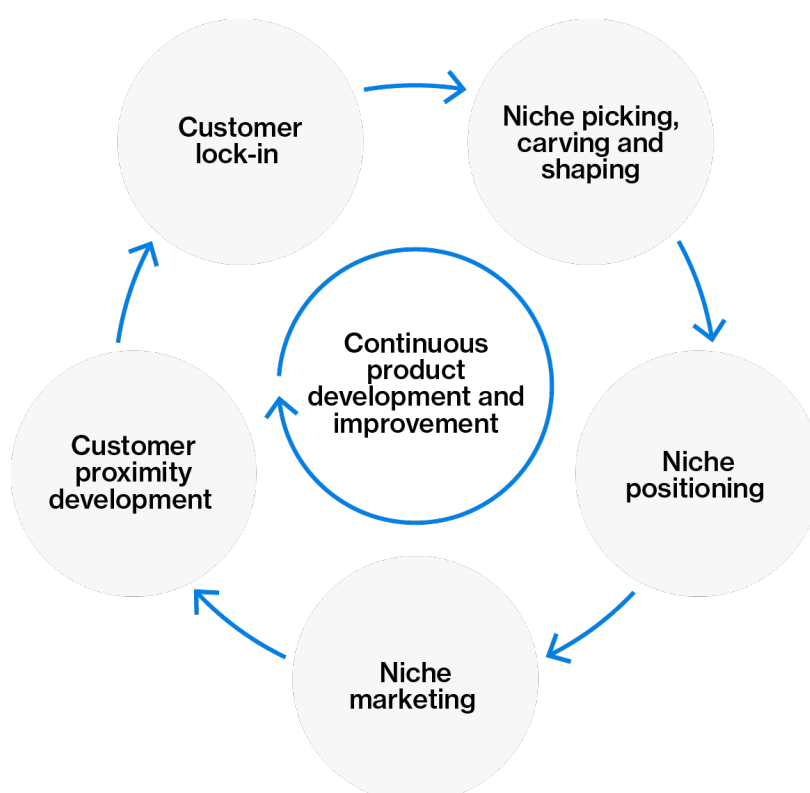 Customer
lock-in
Niche picking,
carving and
shaping
Continuous
product
development and
improvement
Customer
proximity
development
Niche
positioning
Niche
marketing